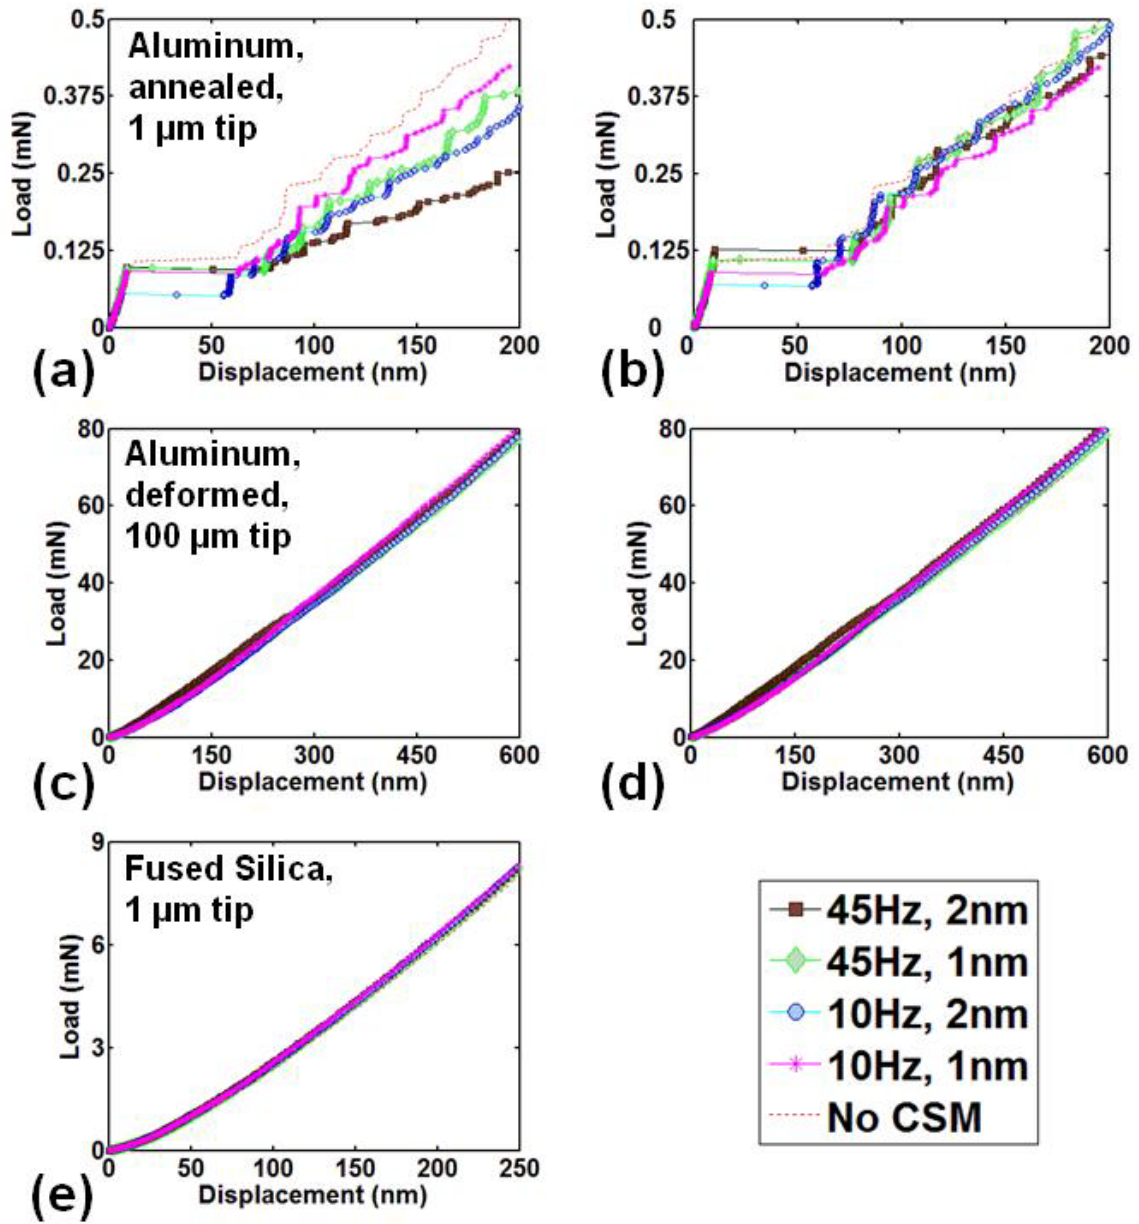 0.5
0.375
0.25
0.125
0
Load (mN)
Aluminum,
annealed,
1 µm tip
0 50 100 150 200
Displacement (nm)
(a)
0.5
0.375
0.25
0.125
0
Load (mN)
0 50 100 150 200
Displacement (nm)
(b)
80
60
40
20
0
Load (mN)
Aluminum,
deformed,
100 µm tip
0 150 300 450 600
Displacement (nm)
(c)
80
60
40
20
0
Load (mN)
0 150 300 450 600
Displacement (nm)
(d)
9
6
3
0
Load (mN)
Fused Silica,
1 µm tip
0 50 100 150 200 250
Displacement (nm)
(e)
45Hz, 2nm
45Hz, 1nm
10Hz, 2nm
10Hz, 1nm
No CSM